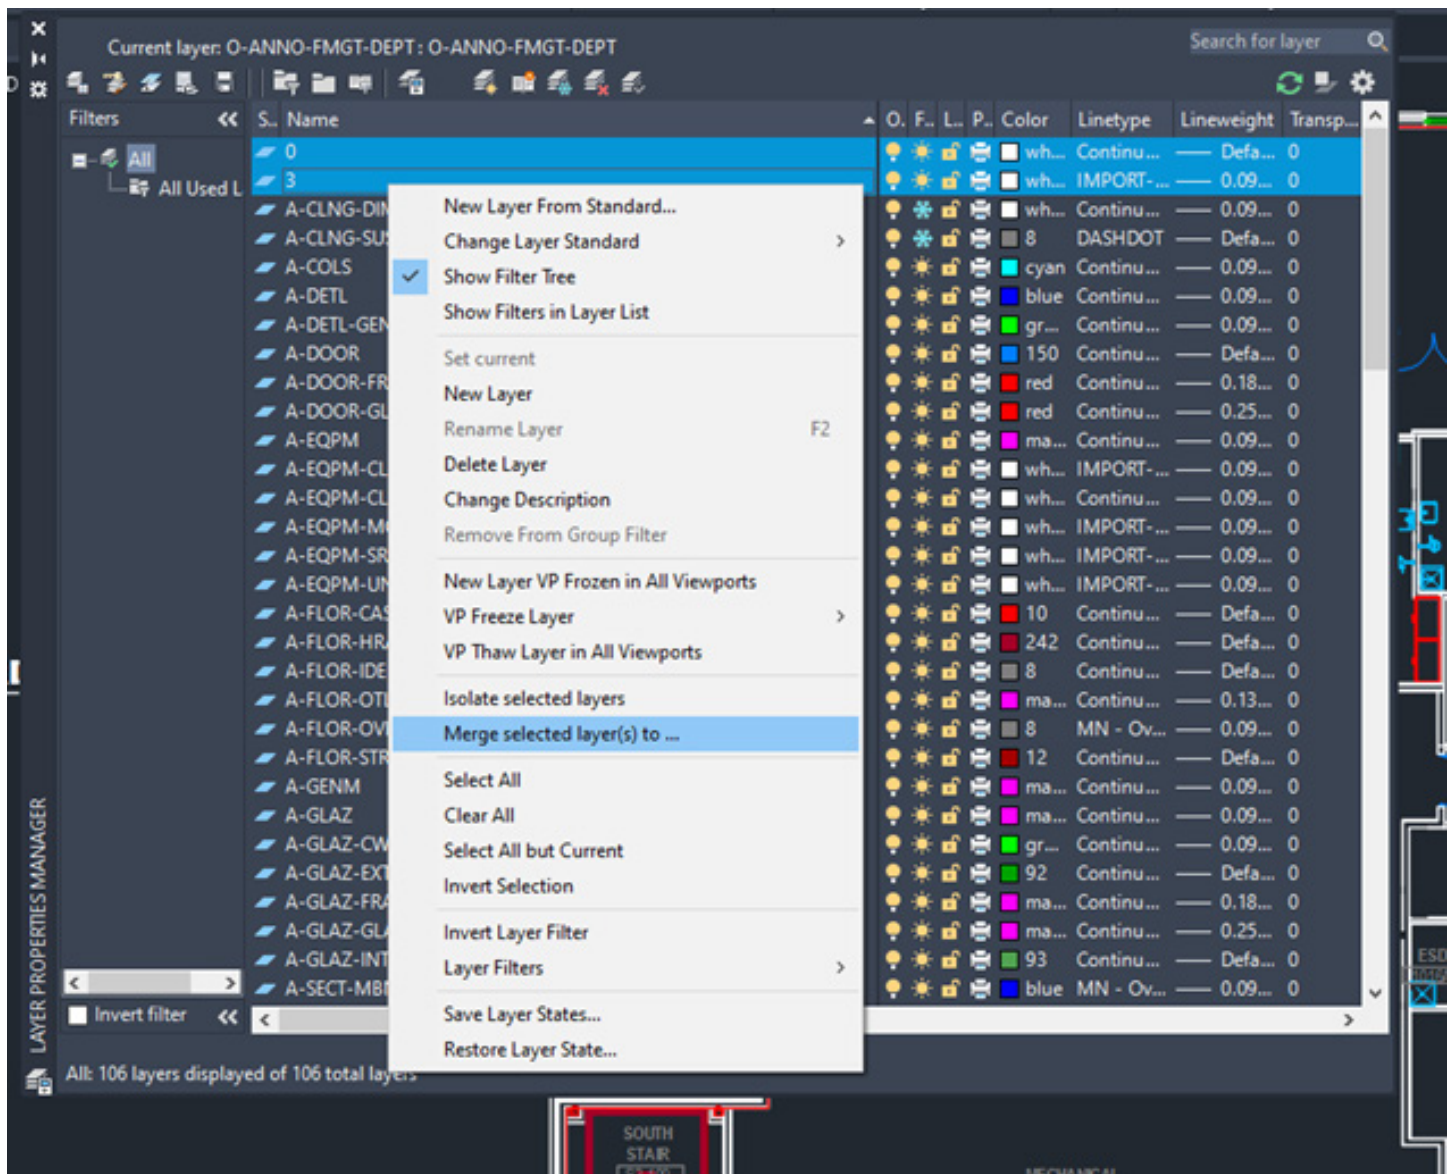 Current layer: O-ANNO-FMGT-DEPT : O-ANNO-FMGT-DEPT
Search for layer
Filters
S.. Name O. F.. L.. P.. Color Linetype Lineweight Transp...
All
All Used L
0 wh... Continu... Defa... 0
3 wh... IMPORT-... 0.09... 0
A-CLNG-DIM wh... Continu... 0.09... 0
A-CLNG-SUS 8 DASHDOT Defa... 0
A-COLS cyan Continu... 0.09... 0
A-DETL blue Continu... 0.09... 0
A-DETL-GEN gr... Continu... 0.09... 0
A-DOOR 150 Continu... Defa... 0
A-DOOR-FR red Continu... 0.18... 0
A-DOOR-GL red Continu... 0.25... 0
A-EQPM ma... Continu... 0.09... 0
A-EQPM-CL wh... IMPORT-... 0.09... 0
A-EQPM-CL wh... Continu... 0.09... 0
A-EQPM-MO wh... IMPORT-... 0.09... 0
A-EQPM-SR wh... IMPORT-... 0.09... 0
A-EQPM-UN wh... IMPORT-... 0.09... 0
A-FLOR-CAS 10 Continu... Defa... 0
A-FLOR-HRA 242 Continu... Defa... 0
A-FLOR-IDE 8 Continu... Defa... 0
A-FLOR-OTL ma... Continu... 0.13... 0
A-FLOR-OVH 8 MN - Ov... 0.09... 0
A-FLOR-STR 12 Continu... Defa... 0
A-GENM ma... Continu... 0.09... 0
A-GLAZ ma... Continu... 0.09... 0
A-GLAZ-CW gr... Continu... 0.09... 0
A-GLAZ-EXT 92 Continu... Defa... 0
A-GLAZ-FRA ma... Continu... 0.18... 0
A-GLAZ-GLA ma... Continu... 0.25... 0
A-GLAZ-INT 93 Continu... Defa... 0
A-SECT-MBN blue MN - Ov... 0.09... 0
New Layer From Standard...
Change Layer Standard
Show Filter Tree
Show Filters in Layer List
Set current
New Layer
Rename Layer F2
Delete Layer
Change Description
Remove From Group Filter
New Layer VP Frozen in All Viewports
VP Freeze Layer
VP Thaw Layer in All Viewports
Isolate selected layers
Merge selected layer(s) to ...
Select All
Clear All
Select All but Current
Invert Selection
Invert Layer Filter
Layer Filters
Save Layer States...
Restore Layer State...
Invert filter
LAYER PROPERTIES MANAGER
All: 106 layers displayed of 106 total layers
ESD
SOUTH
STAIR
MECHANICAL